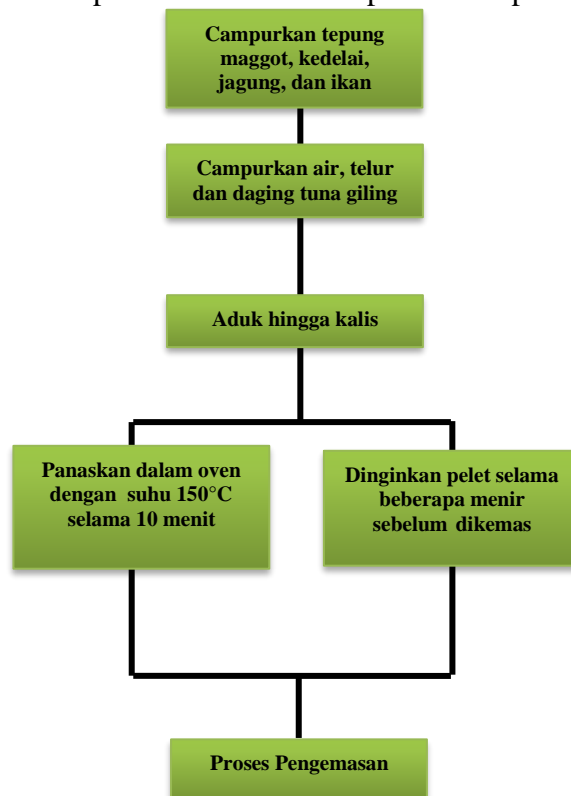 Campurkan tepung
maggot, kedelai,
jagung, dan ikan
Campurkan air, telur
dan daging tuna giling
Aduk hingga kalis
Panaskan dalam oven
dengan suhu 150°C
selama 10 menit
Dinginkan pelet selama
beberapa menir
sebelum dikemas
Proses Pengemasan